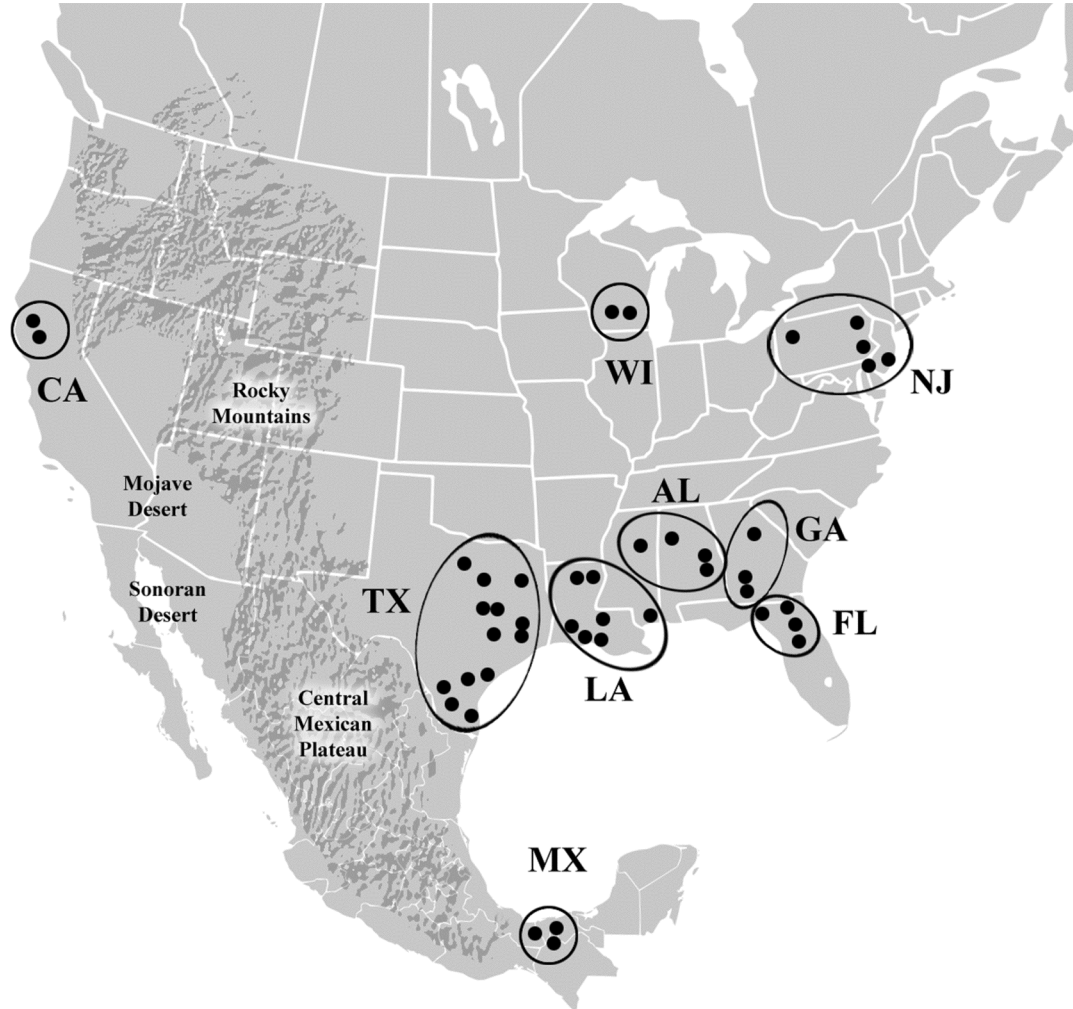 WI
CA
NJ
Rocky
Mountains
Mojave
Desert
AL
GA
Sonoran
Desert
TX
FL
LA
Central
Mexican
Plateau
MX